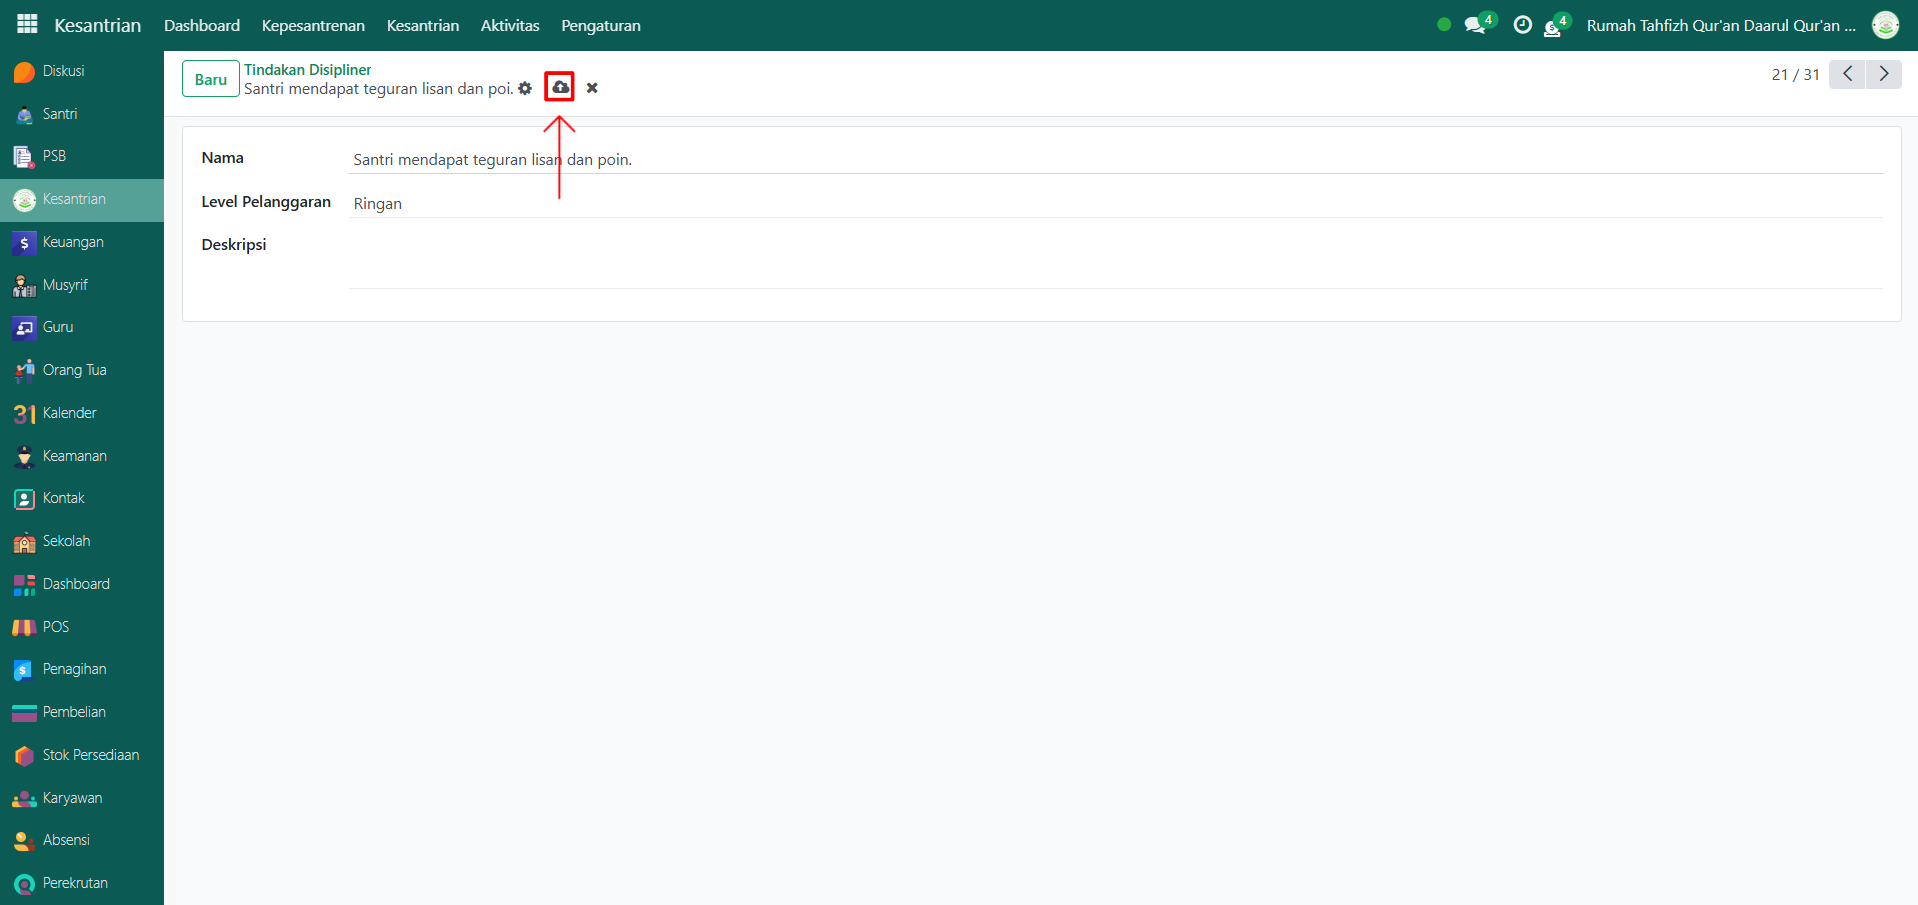 Kesantrian Dashboard Kepesantrenan Kesantrian Aktivitas Pengaturan 4 4 Rumah Tahfizh Qur'an Daarul Qur'an ...
Diskusi
Santri
PSB
Kesantrian
Keuangan
Musyrif
Guru
Orang Tua
31 Kalender
Keamanan
Kontak
Sekolah
Dashboard
POS
Penagihan
Pembelian
Stok Persediaan
Karyawan
Absensi
Perekrutan
Baru
Tindakan Disipliner
Santri mendapat teguran lisan dan poi.
21 / 31
Nama Santri mendapat teguran lisan dan poin.
Level Pelanggaran Ringan
Deskripsi